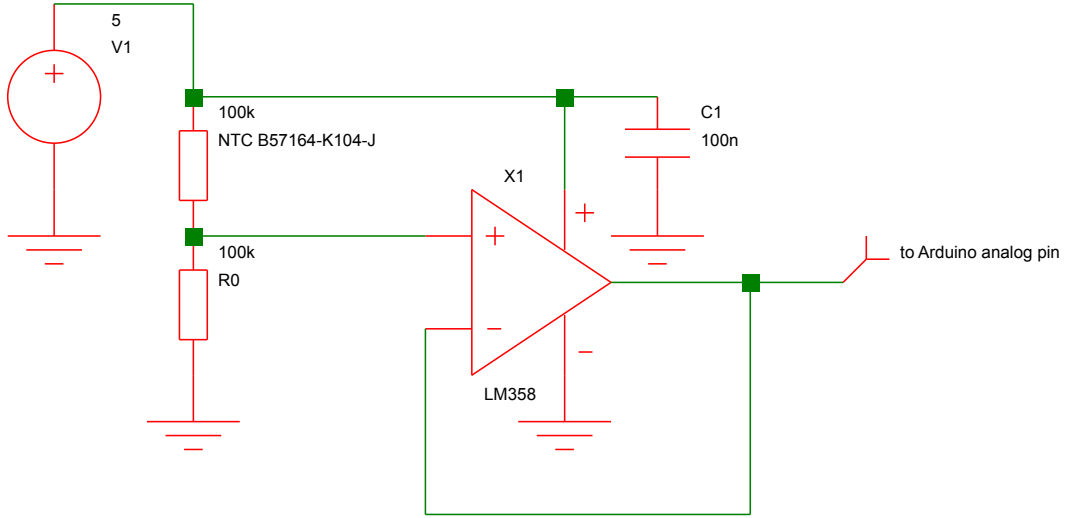 5
V1
100k
NTC B57164-K104-J
C1
100n
X1
100k
R0
to Arduino analog pin
LM358